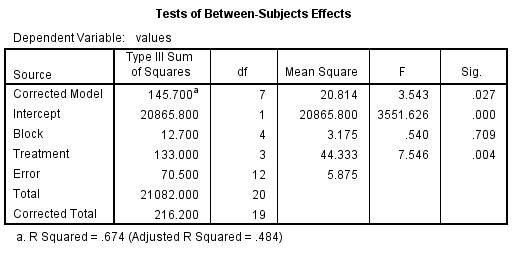 Tests of Between-Subjects Effects
Dependent Variable: values
Source Type III Sum of Squares df Mean Square F Sig.
Corrected Model 145.700a 7 20.814 3.543 .027
Intercept 20865.800 1 20865.800 3551.626 .000
Block 12.700 4 3.175 .540 .709
Treatment 133.000 3 44.333 7.546 .004
Error 70.500 12 5.875
Total 21082.000 20
Corrected Total 216.200 19
a. R Squared = .674 (Adjusted R Squared = .484)